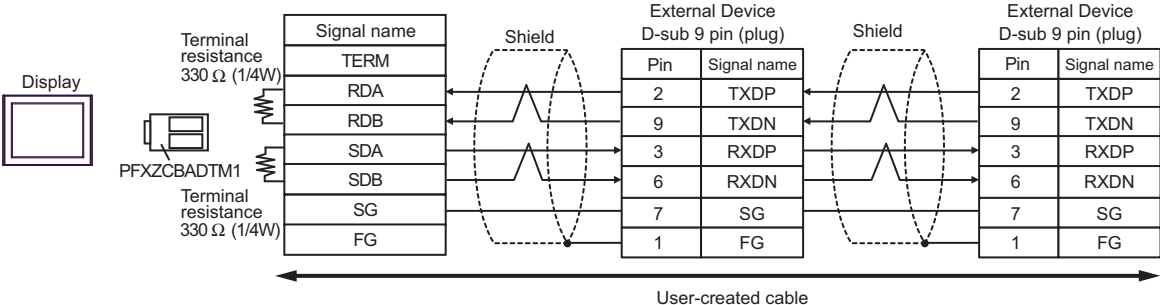 Display
PFXZCBADTM1
Terminal
resistance
330 Ω (1/4W)
Terminal
resistance
330 Ω (1/4W)
Signal name
TERM
RDA
RDB
SDA
SDB
SG
FG
Shield
External Device
D-sub 9 pin (plug)
Pin Signal name
2 TXDP
9 TXDN
3 RXDP
6 RXDN
7 SG
1 FG
Shield
External Device
D-sub 9 pin (plug)
Pin Signal name
2 TXDP
9 TXDN
3 RXDP
6 RXDN
7 SG
1 FG
User-created cable